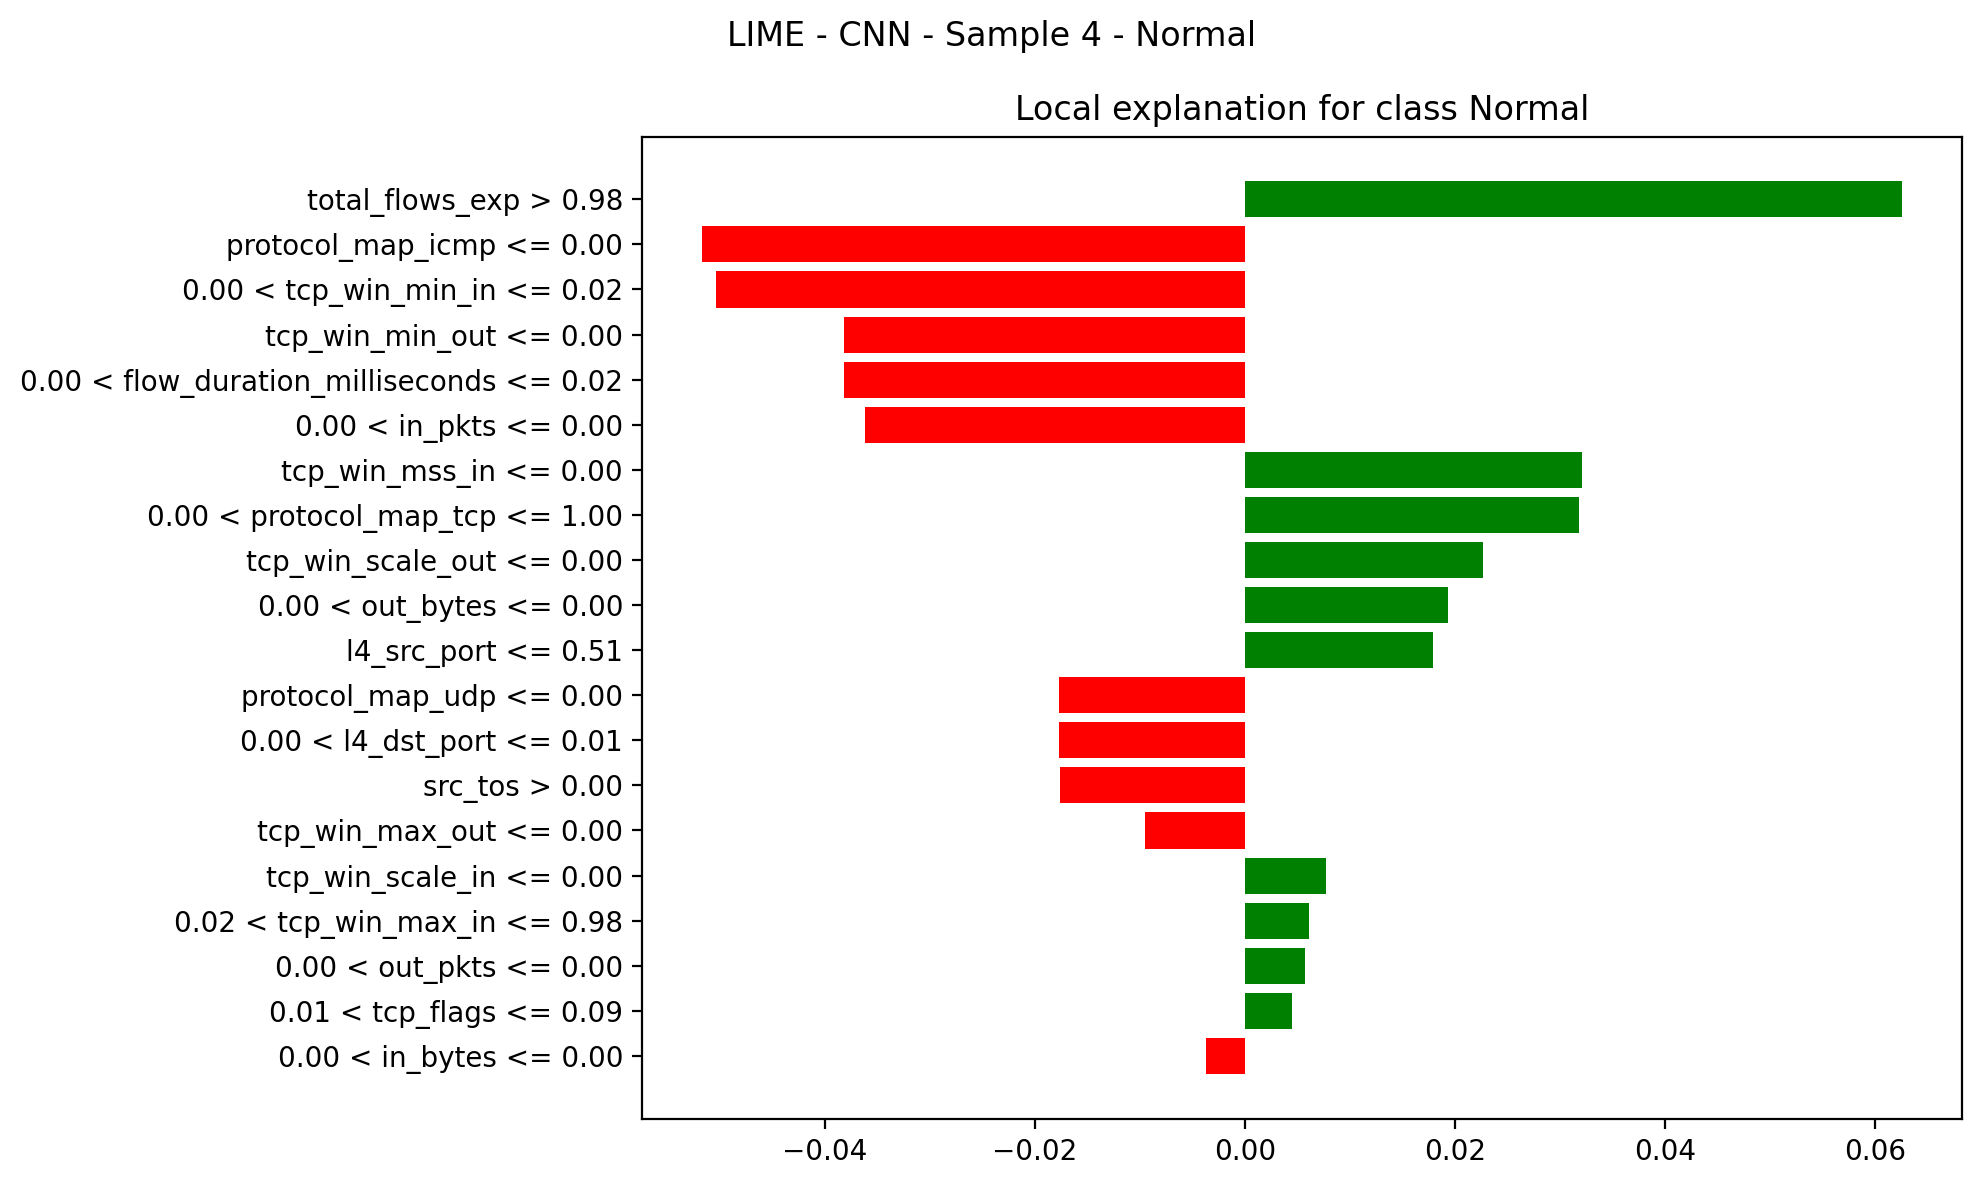 LIME - CNN - Sample 4 - Normal
Local explanation for class Normal
total_flows_exp > 0.98
protocol_map_icmp <= 0.00
0.00 < tcp_win_min_in <= 0.02
tcp_win_min_out <= 0.00
0.00 < flow_duration_milliseconds <= 0.02
0.00 < in_pkts <= 0.00
tcp_win_mss_in <= 0.00
0.00 < protocol_map_tcp <= 1.00
tcp_win_scale_out <= 0.00
0.00 < out_bytes <= 0.00
l4_src_port <= 0.51
protocol_map_udp <= 0.00
0.00 < l4_dst_port <= 0.01
src_tos > 0.00
tcp_win_max_out <= 0.00
tcp_win_scale_in <= 0.00
0.02 < tcp_win_max_in <= 0.98
0.00 < out_pkts <= 0.00
0.01 < tcp_flags <= 0.09
0.00 < in_bytes <= 0.00
−0.04 −0.02 0.00 0.02 0.04 0.06